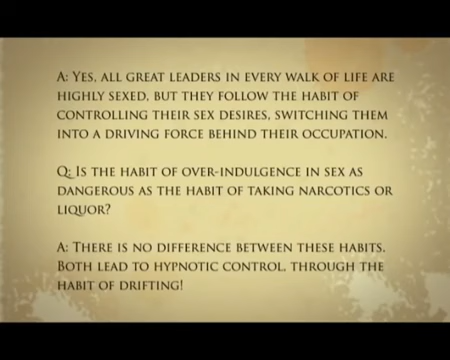 A: Yes, all great leaders in every walk of life are
highly sexed, but they follow the habit of
controlling their sex desires, switching them
into a driving force behind their occupation.
Q: Is the habit of over-indulgence in sex as
dangerous as the habit of taking narcotics or
liquor?
A: There is no difference between these habits.
Both lead to hypnotic control, through the
habit of drifting!